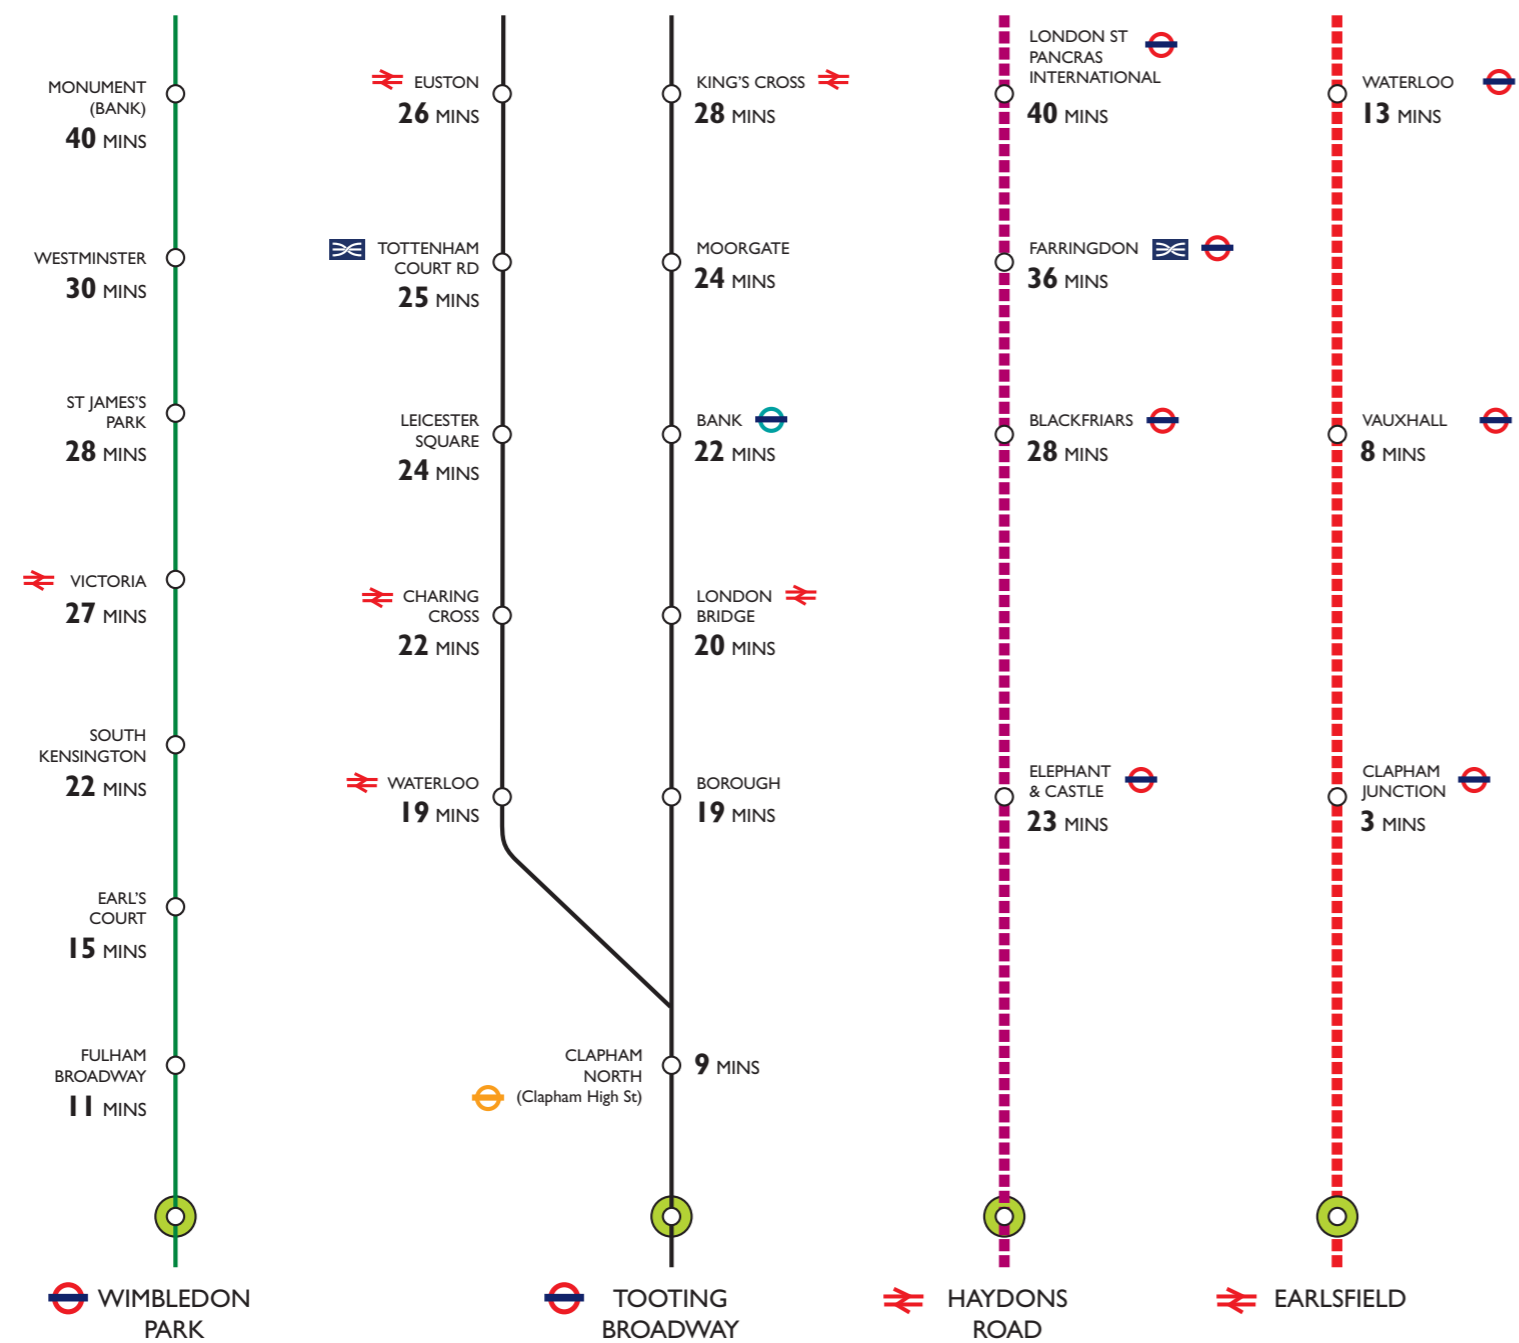 MONUMENT
(BANK)
40 MINS
WESTMINSTER
30 MINS
ST JAMES'S
PARK
28 MINS
VICTORIA
27 MINS
SOUTH
KENSINGTON
22 MINS
EARL'S
COURT
15 MINS
FULHAM
BROADWAY
11 MINS
WIMBLEDON
PARK
EUSTON
26 MINS
TOTTENHAM
COURT RD
25 MINS
LEICESTER
SQUARE
24 MINS
CHARING
CROSS
22 MINS
WATERLOO
19 MINS
KING'S CROSS
28 MINS
MOORGATE
24 MINS
BANK
22 MINS
LONDON
BRIDGE
20 MINS
BOROUGH
19 MINS
CLAPHAM
NORTH
(Clapham High St)
9 MINS
TOOTING
BROADWAY
LONDON ST
PANCRAS
INTERNATIONAL
40 MINS
FARRINGDON
36 MINS
BLACKFRIARS
28 MINS
ELEPHANT
& CASTLE
23 MINS
HAYDONS
ROAD
WATERLOO
13 MINS
VAUXHALL
8 MINS
CLAPHAM
JUNCTION
3 MINS
EARLSFIELD